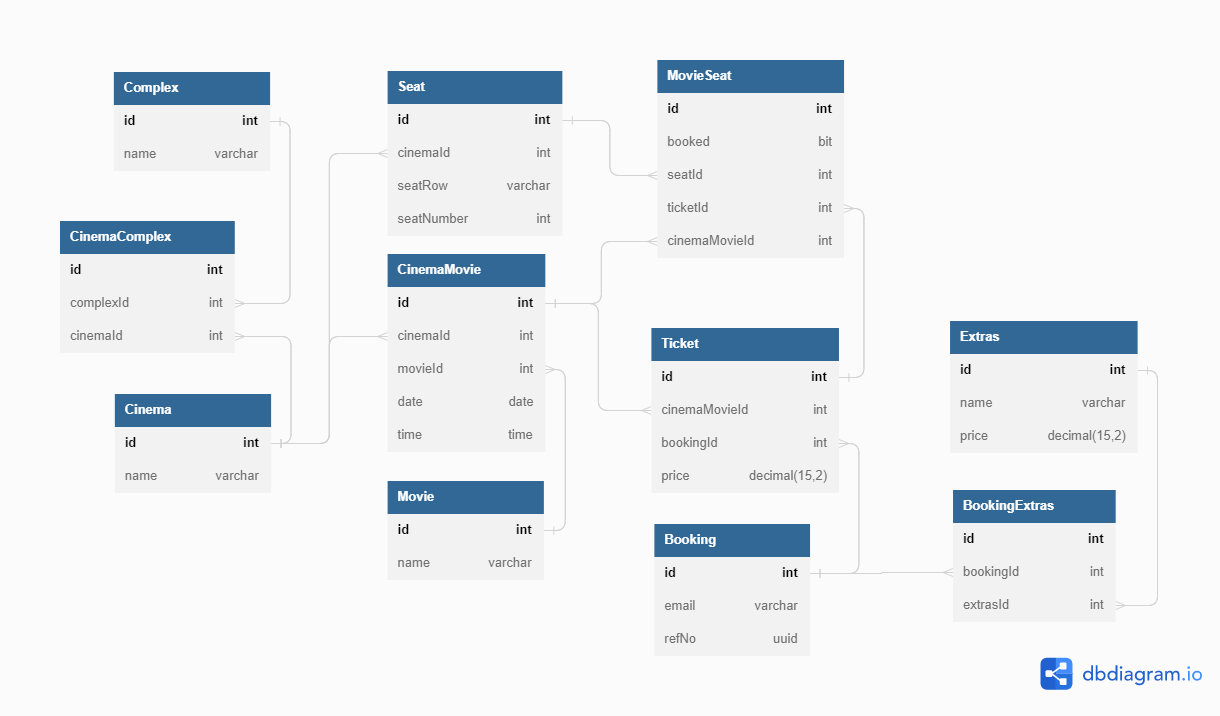 Complex
id int
name varchar
CinemaComplex
id int
complexId int
cinemaId int
Cinema
id int
name varchar
Seat
id int
cinemaId int
seatRow varchar
seatNumber int
CinemaMovie
id int
cinemaId int
movieId int
date date
time time
Movie
id int
name varchar
MovieSeat
id int
booked bit
seatId int
ticketId int
cinemaMovieId int
Ticket
id int
cinemaMovieId int
bookingId int
price decimal(15,2)
Booking
id int
email varchar
refNo uuid
Extras
id int
name varchar
price decimal(15,2)
BookingExtras
id int
bookingId int
extrasId int
dbdiagram.io